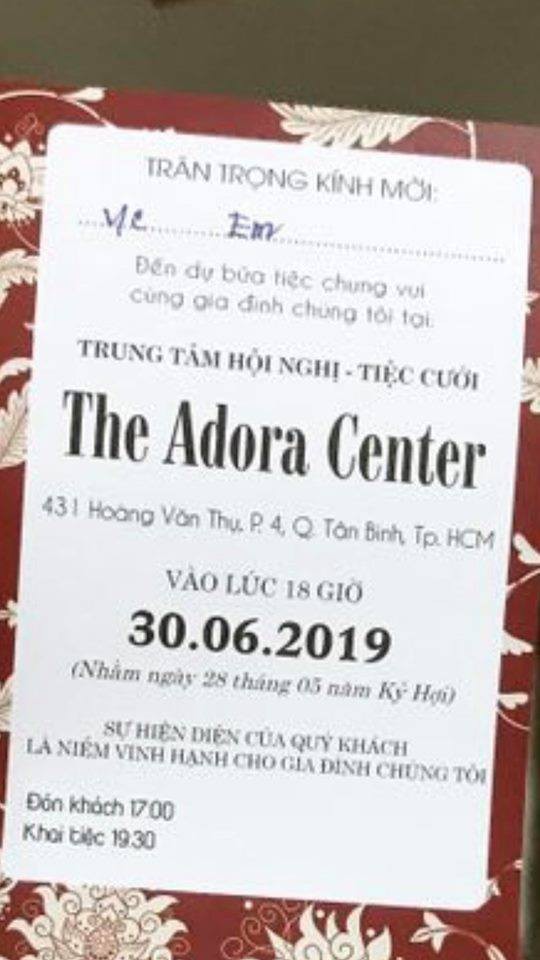 TRÂN TRỌNG KÍNH MỜI:
V/C Em
Đến dự bữa tiệc chung vui
cùng gia đình chúng tôi tại:
TRUNG TÂM HỘI NGHỊ - TIỆC CƯỚI
The Adora Center
431 Hoàng Văn Thụ, P. 4, Q. Tân Bình, Tp. HCM
VÀO LÚC 18 GIỜ
30.06.2019
(Nhằm ngày 28 tháng 05 năm Kỷ Hợi)
SỰ HIỆN DIỆN CỦA QUÝ KHÁCH
LÀ NIỀM VINH HẠNH CHO GIA ĐÌNH CHÚNG TÔI
Đón khách 17:00
Khai tiệc 19:30